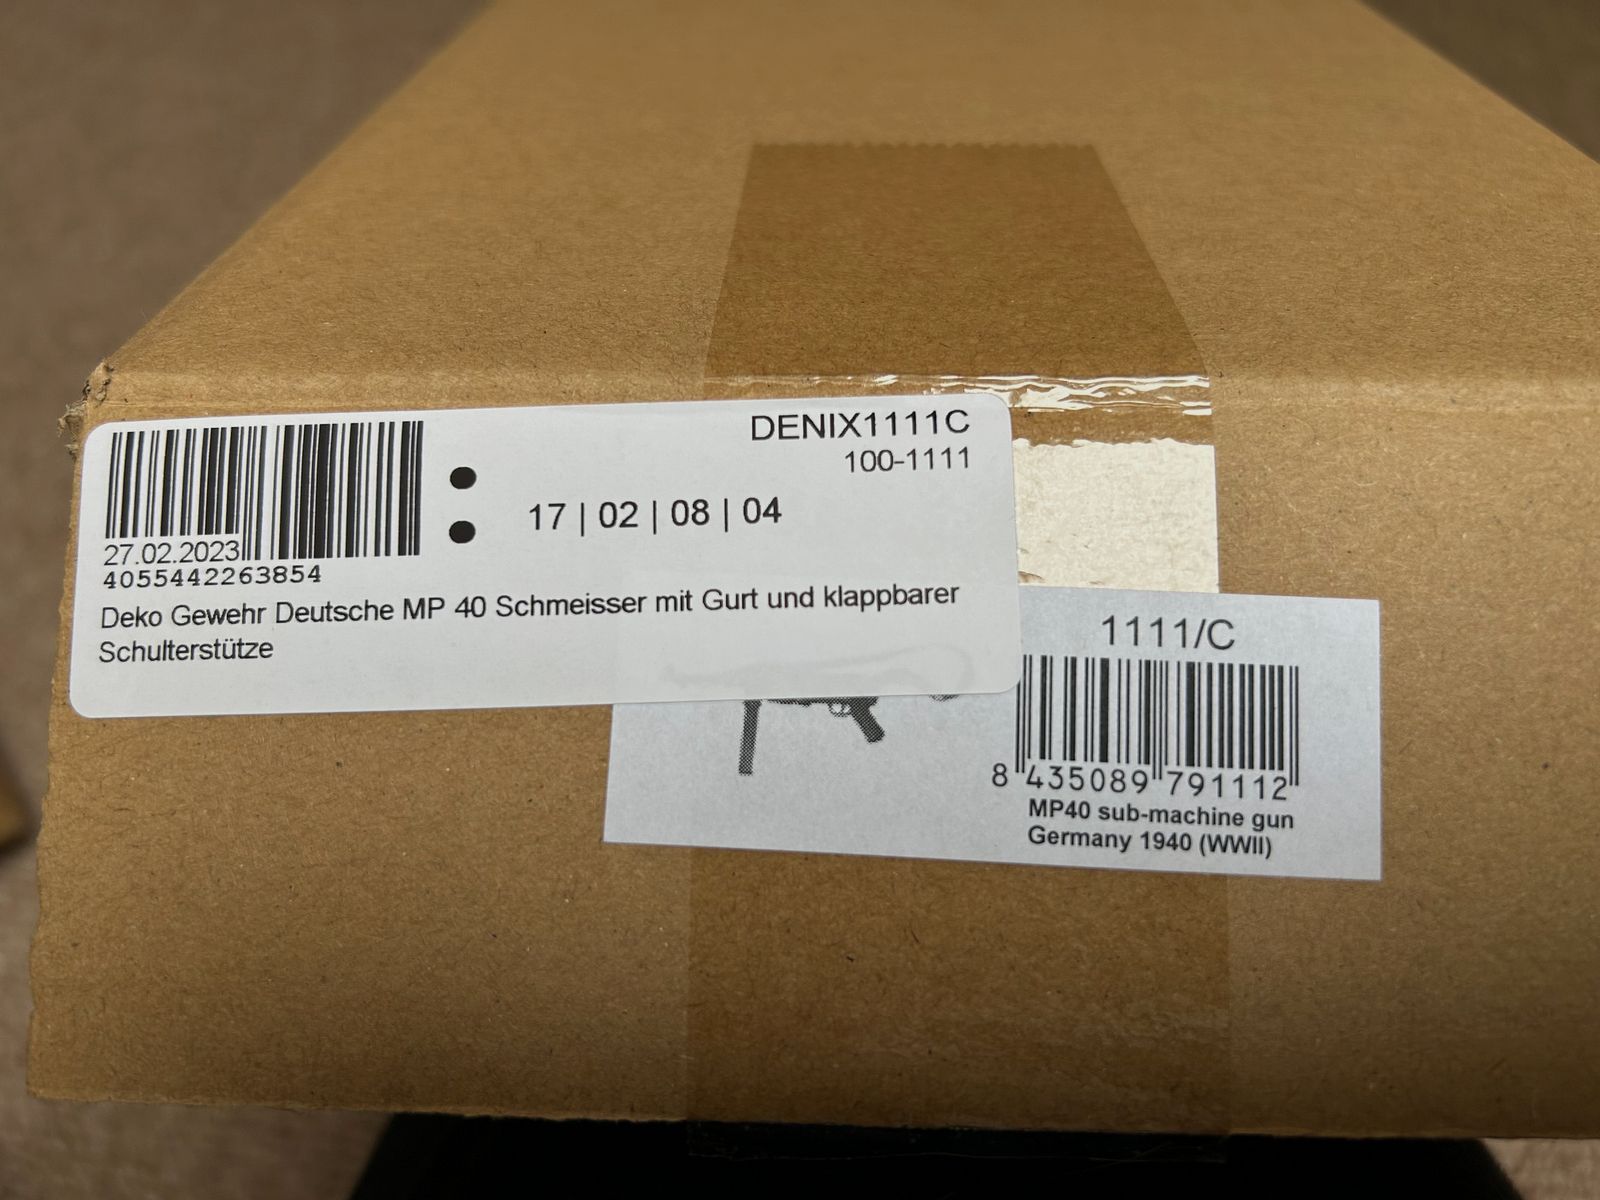 DENIX1111C
100-1111
17 | 02 | 08 | 04
27.02.2023
4055442263854
Deko Gewehr Deutsche MP 40 Schmeisser mit Gurt und klappbarer
Schulterstütze
1111/C
8 435089 791112
MP40 sub-machine gun
Germany 1940 (WWII)